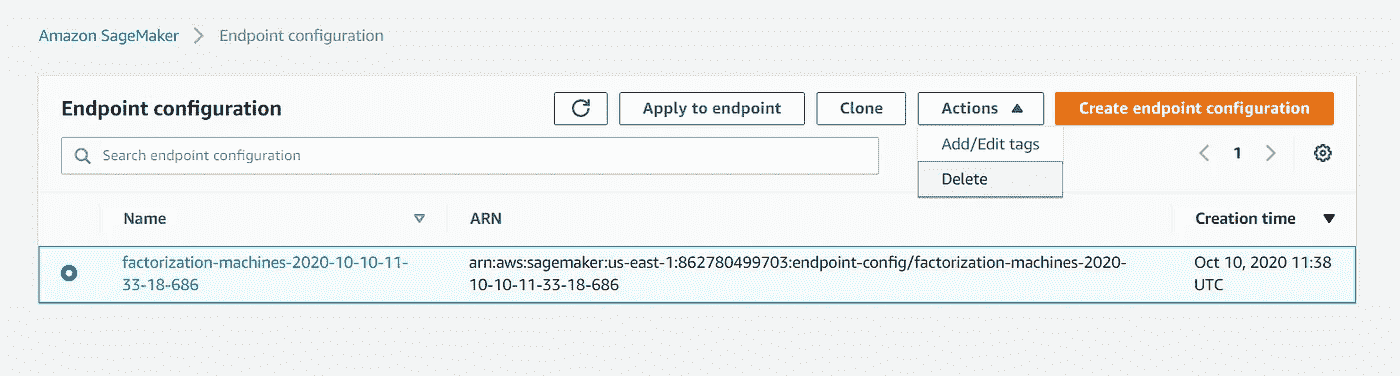 Amazon SageMaker > Endpoint configuration
Endpoint configuration
Apply to endpoint
Clone
Actions
Create endpoint configuration
Search endpoint configuration
Add/Edit tags
1
Delete
Name
ARN
Creation time
factorization-machines-2020-10-10-11-
33-18-686
arn:aws:sagemaker:us-east-1:862780499703:endpoint-config/factorization-machines-2020-
10-10-11-33-18-686
Oct 10, 2020 11:38
UTC